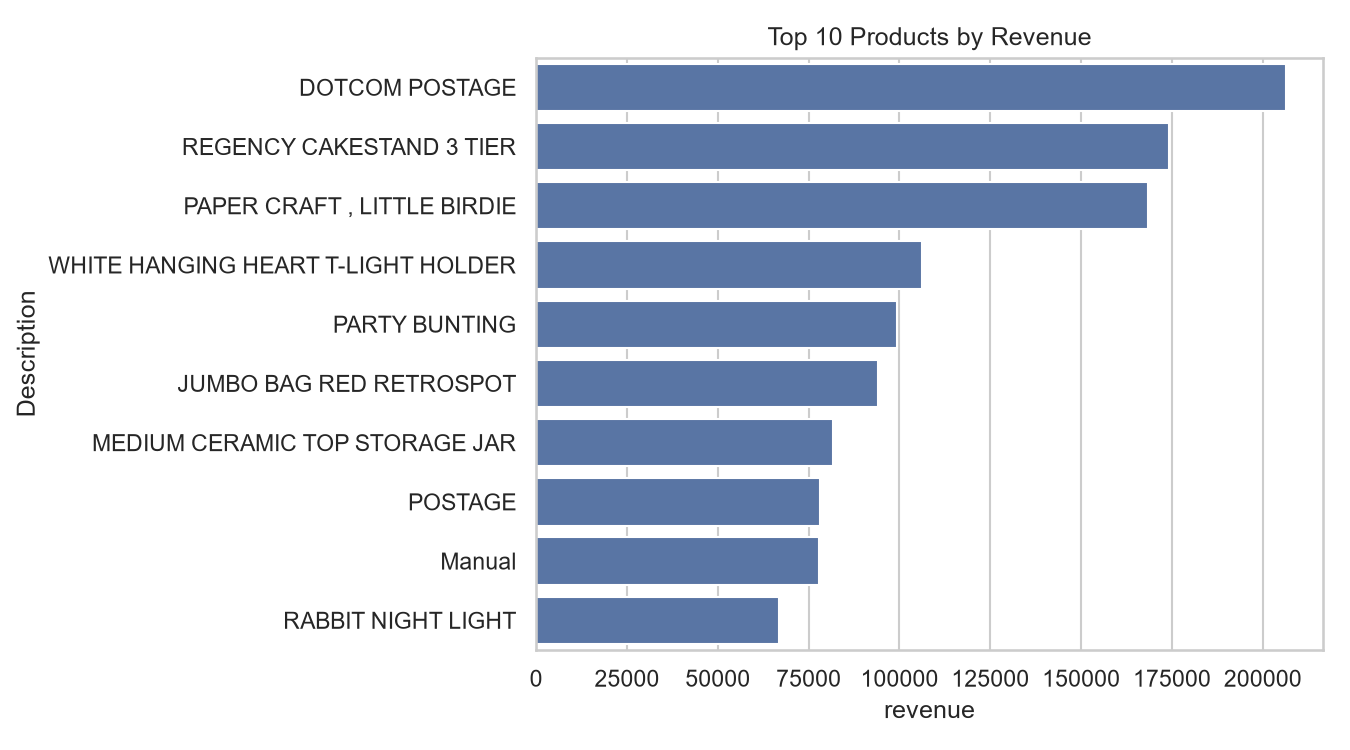 Top 10 Products by Revenue
Description
DOTCOM POSTAGE
REGENCY CAKESTAND 3 TIER
PAPER CRAFT , LITTLE BIRDIE
WHITE HANGING HEART T-LIGHT HOLDER
PARTY BUNTING
JUMBO BAG RED RETROSPOT
MEDIUM CERAMIC TOP STORAGE JAR
POSTAGE
Manual
RABBIT NIGHT LIGHT
0 25000 50000 75000 100000 125000 150000 175000 200000
revenue